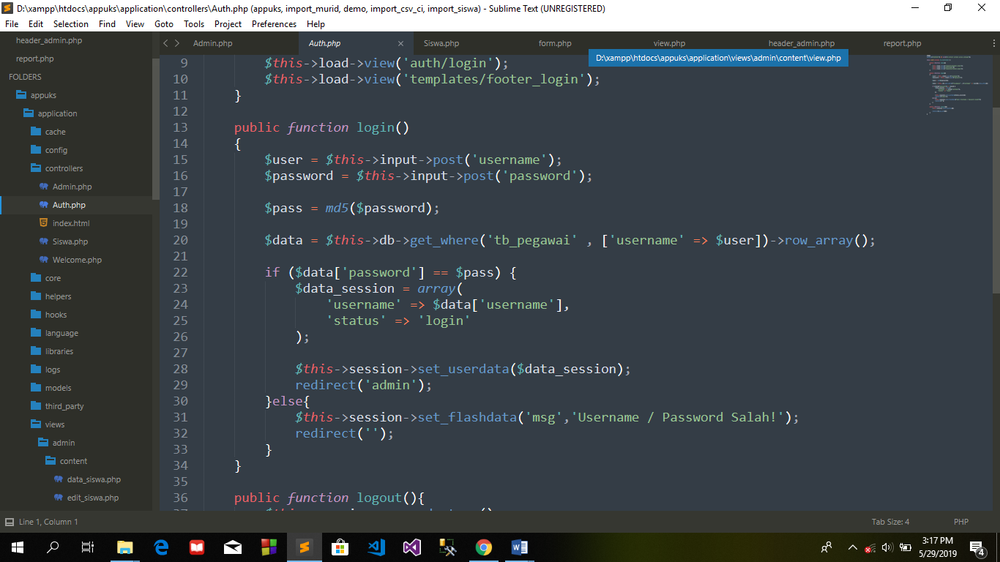 D:\xampp\htdocs\appuks\application\controllers\Auth.php (appuks, import_murid, demo, import_csv_ci, import_siswa) - Sublime Text (UNREGISTERED)
File Edit Selection Find View Goto Tools Project Preferences Help
header_admin.php
report.php
FOLDERS
appuks
application
cache
config
controllers
Admin.php
Auth.php
index.html
Siswa.php
Welcome.php
core
helpers
hooks
language
libraries
logs
models
third_party
views
admin
content
data_siswa.php
edit_siswa.php
Admin.php Auth.php Siswa.php form.php view.php header_admin.php report.php
D:\xampp\htdocs\appuks\application\views\admin\content\view.php
9 $this->load->view('auth/login');
10 $this->load->view('templates/footer_login');
11 }
12
13 public function login()
14 {
15 $user = $this->input->post('username');
16 $password = $this->input->post('password');
17
18 $pass = md5($password);
19
20 $data = $this->db->get_where('tb_pegawai' , ['username' => $user])->row_array();
21
22 if ($data['password'] == $pass) {
23 $data_session = array(
24 'username' => $data['username'],
25 'status' => 'login'
26 );
27
28 $this->session->set_userdata($data_session);
29 redirect('admin');
30 }else{
31 $this->session->set_flashdata('msg','Username / Password Salah!');
32 redirect('');
33 }
34 }
35
36 public function logout(){
Line 1, Column 1 Tab Size: 4 PHP
3:17 PM
5/29/2019
4